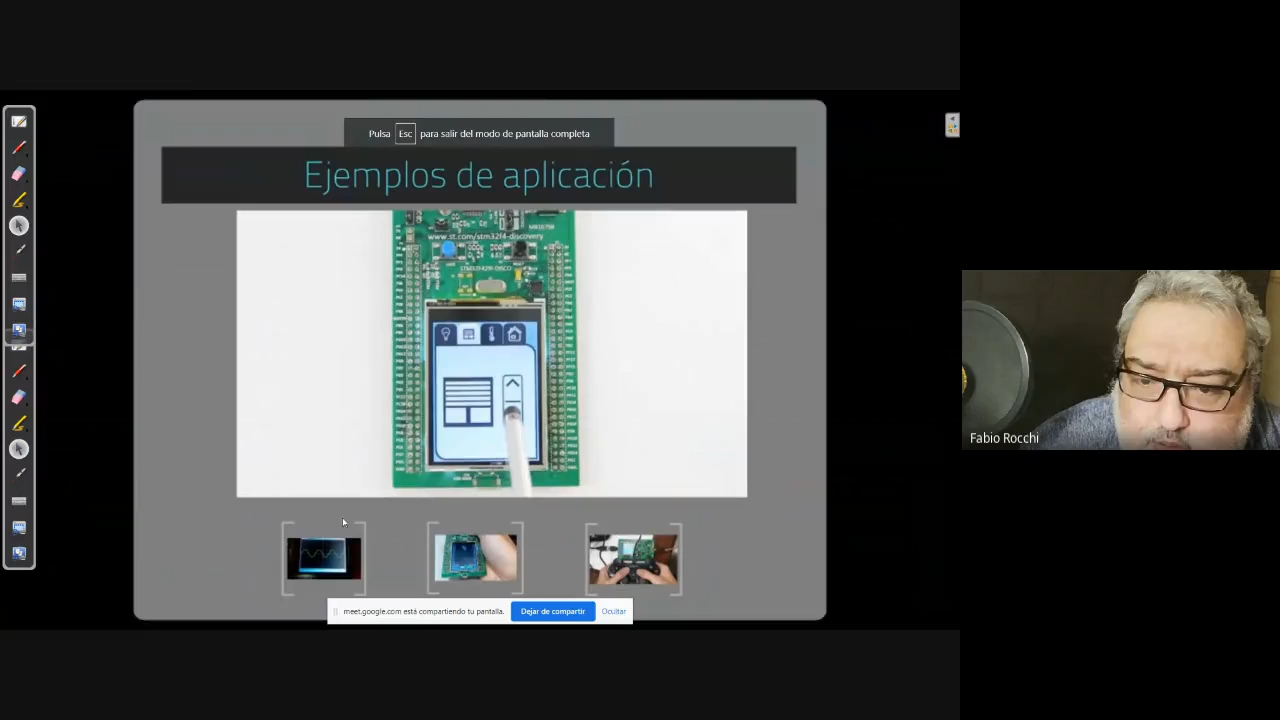 Pulsa Esc para salir del modo de pantalla completa
Ejemplos de aplicación
www.st.com/stm32f4-discovery
meet.google.com está compartiendo tu pantalla. Dejar de compartir Ocultar
Fabio Rocchi